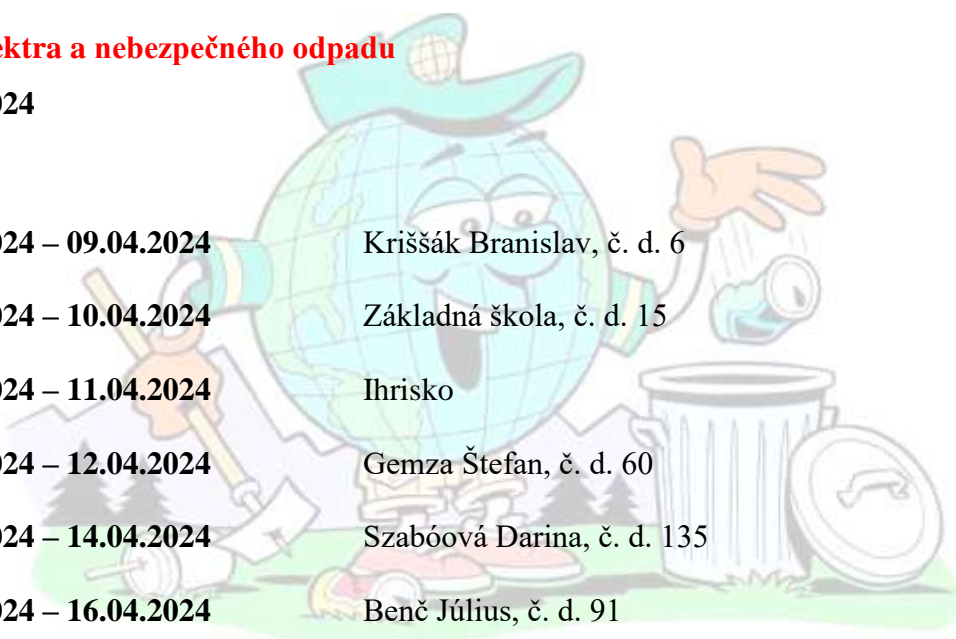 ektra a nebezpečného odpadu
024
024 – 09.04.2024 Kriššák Branislav, č. d. 6
024 – 10.04.2024 Základná škola, č. d. 15
024 – 11.04.2024 Ihrisko
024 – 12.04.2024 Gemza Štefan, č. d. 60
024 – 14.04.2024 Szabóová Darina, č. d. 135
024 – 16.04.2024 Benč Július, č. d. 91